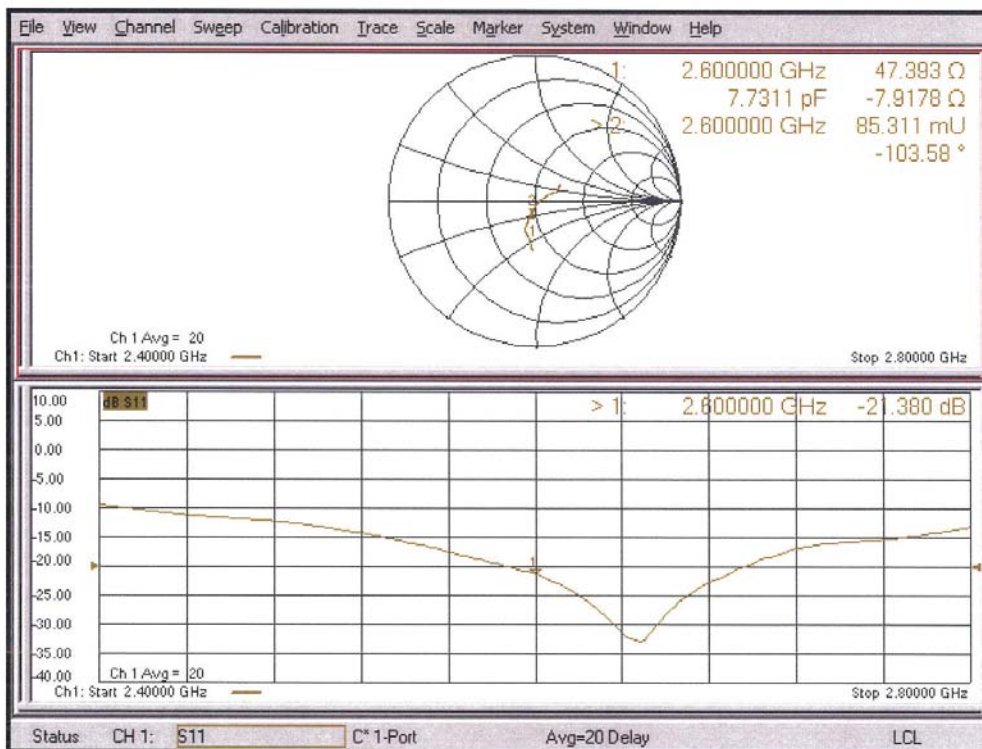 File View Channel Sweep Calibration Trace Scale Marker System Window Help
1: 2.600000 GHz 47.393 Ω
7.7311 pF -7.9178 Ω
> 2: 2.600000 GHz 85.311 mU
-103.58 °
1
Ch 1 Avg = 20
Ch1: Start 2.40000 GHz
Stop 2.80000 GHz
10.00
dB S11
> 1: 2.600000 GHz -21.380 dB
5.00
0.00
-5.00
-10.00
-15.00
-20.00
1
-25.00
-30.00
-35.00
-40.00
Ch 1 Avg = 20
Ch1: Start 2.40000 GHz
Stop 2.80000 GHz
Status CH 1: S11 C* 1-Port Avg=20 Delay LCL